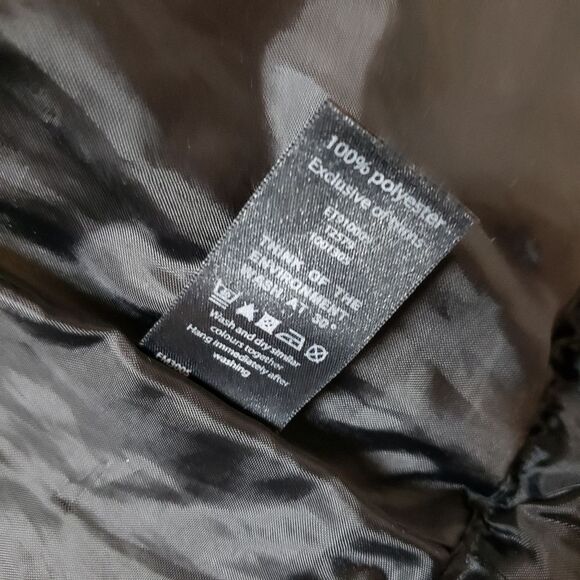 100% polyester
Exclusive of trims
THINK OF THE
ENVIRONMENT
WASH AT 30°
Wash and dry similar
colours together
Hang immediately after
washing